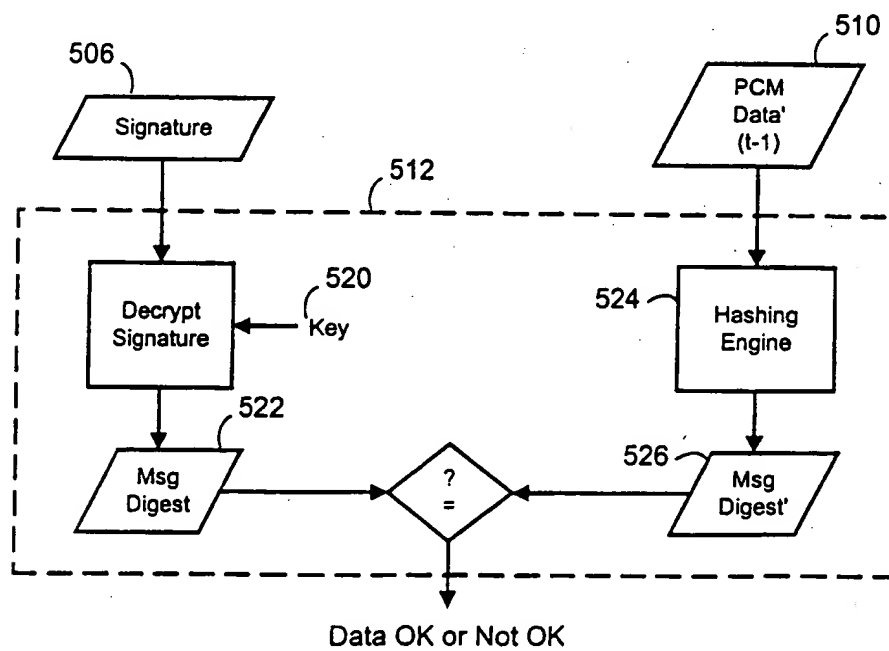 506
Signature
510
PCM
Data'
(t-1)
512
Decrypt
Signature
520
Key
524
Hashing
Engine
522
Msg
Digest
?
=
526
Msg
Digest'
Data OK or Not OK